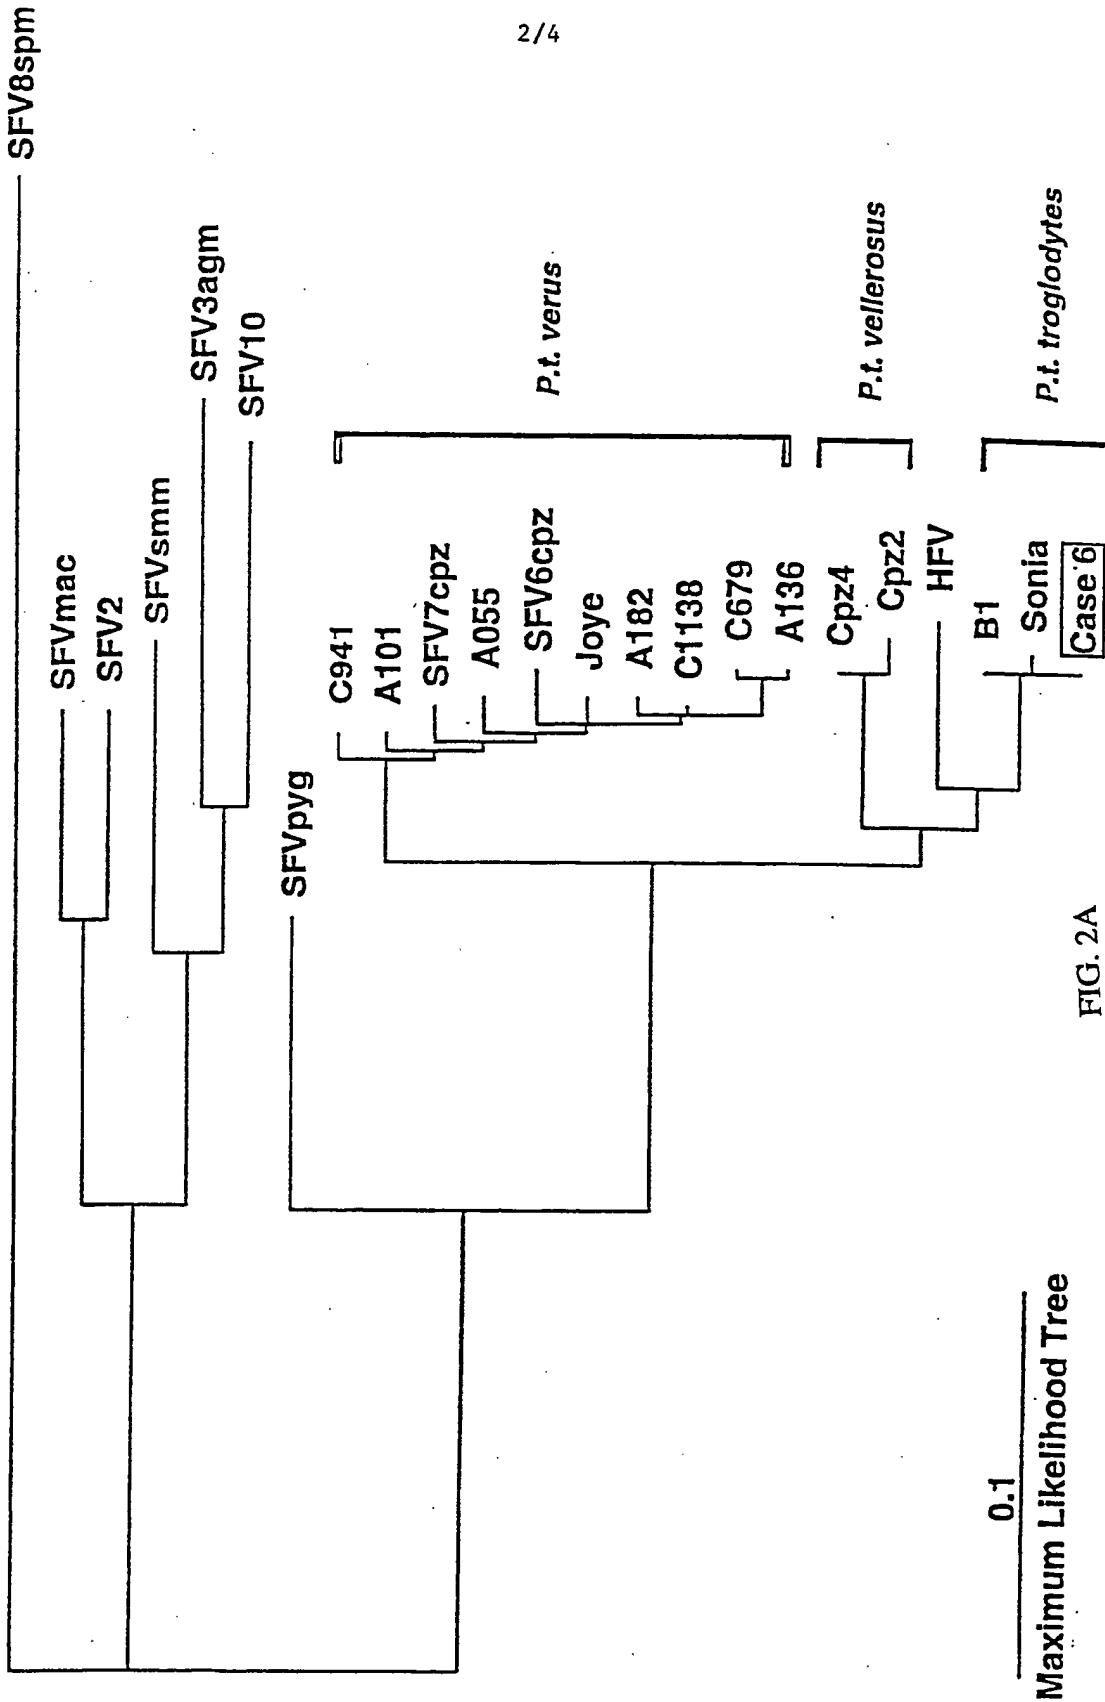 2/4
SFV8spm
SFVmac
SFV2
SFVsmm
SFV3agm
SFV10
SFVpyg
C941
A101
SFV7cpz
A055
SFV6cpz
Joye
A182
C1138
C679
A136
Cpz4
Cpz2
HFV
B1
Sonia
Case 6
P.t. verus
P.t. vellerosus
P.t. troglodytes
0.1
Maximum Likelihood Tree
FIG. 2A